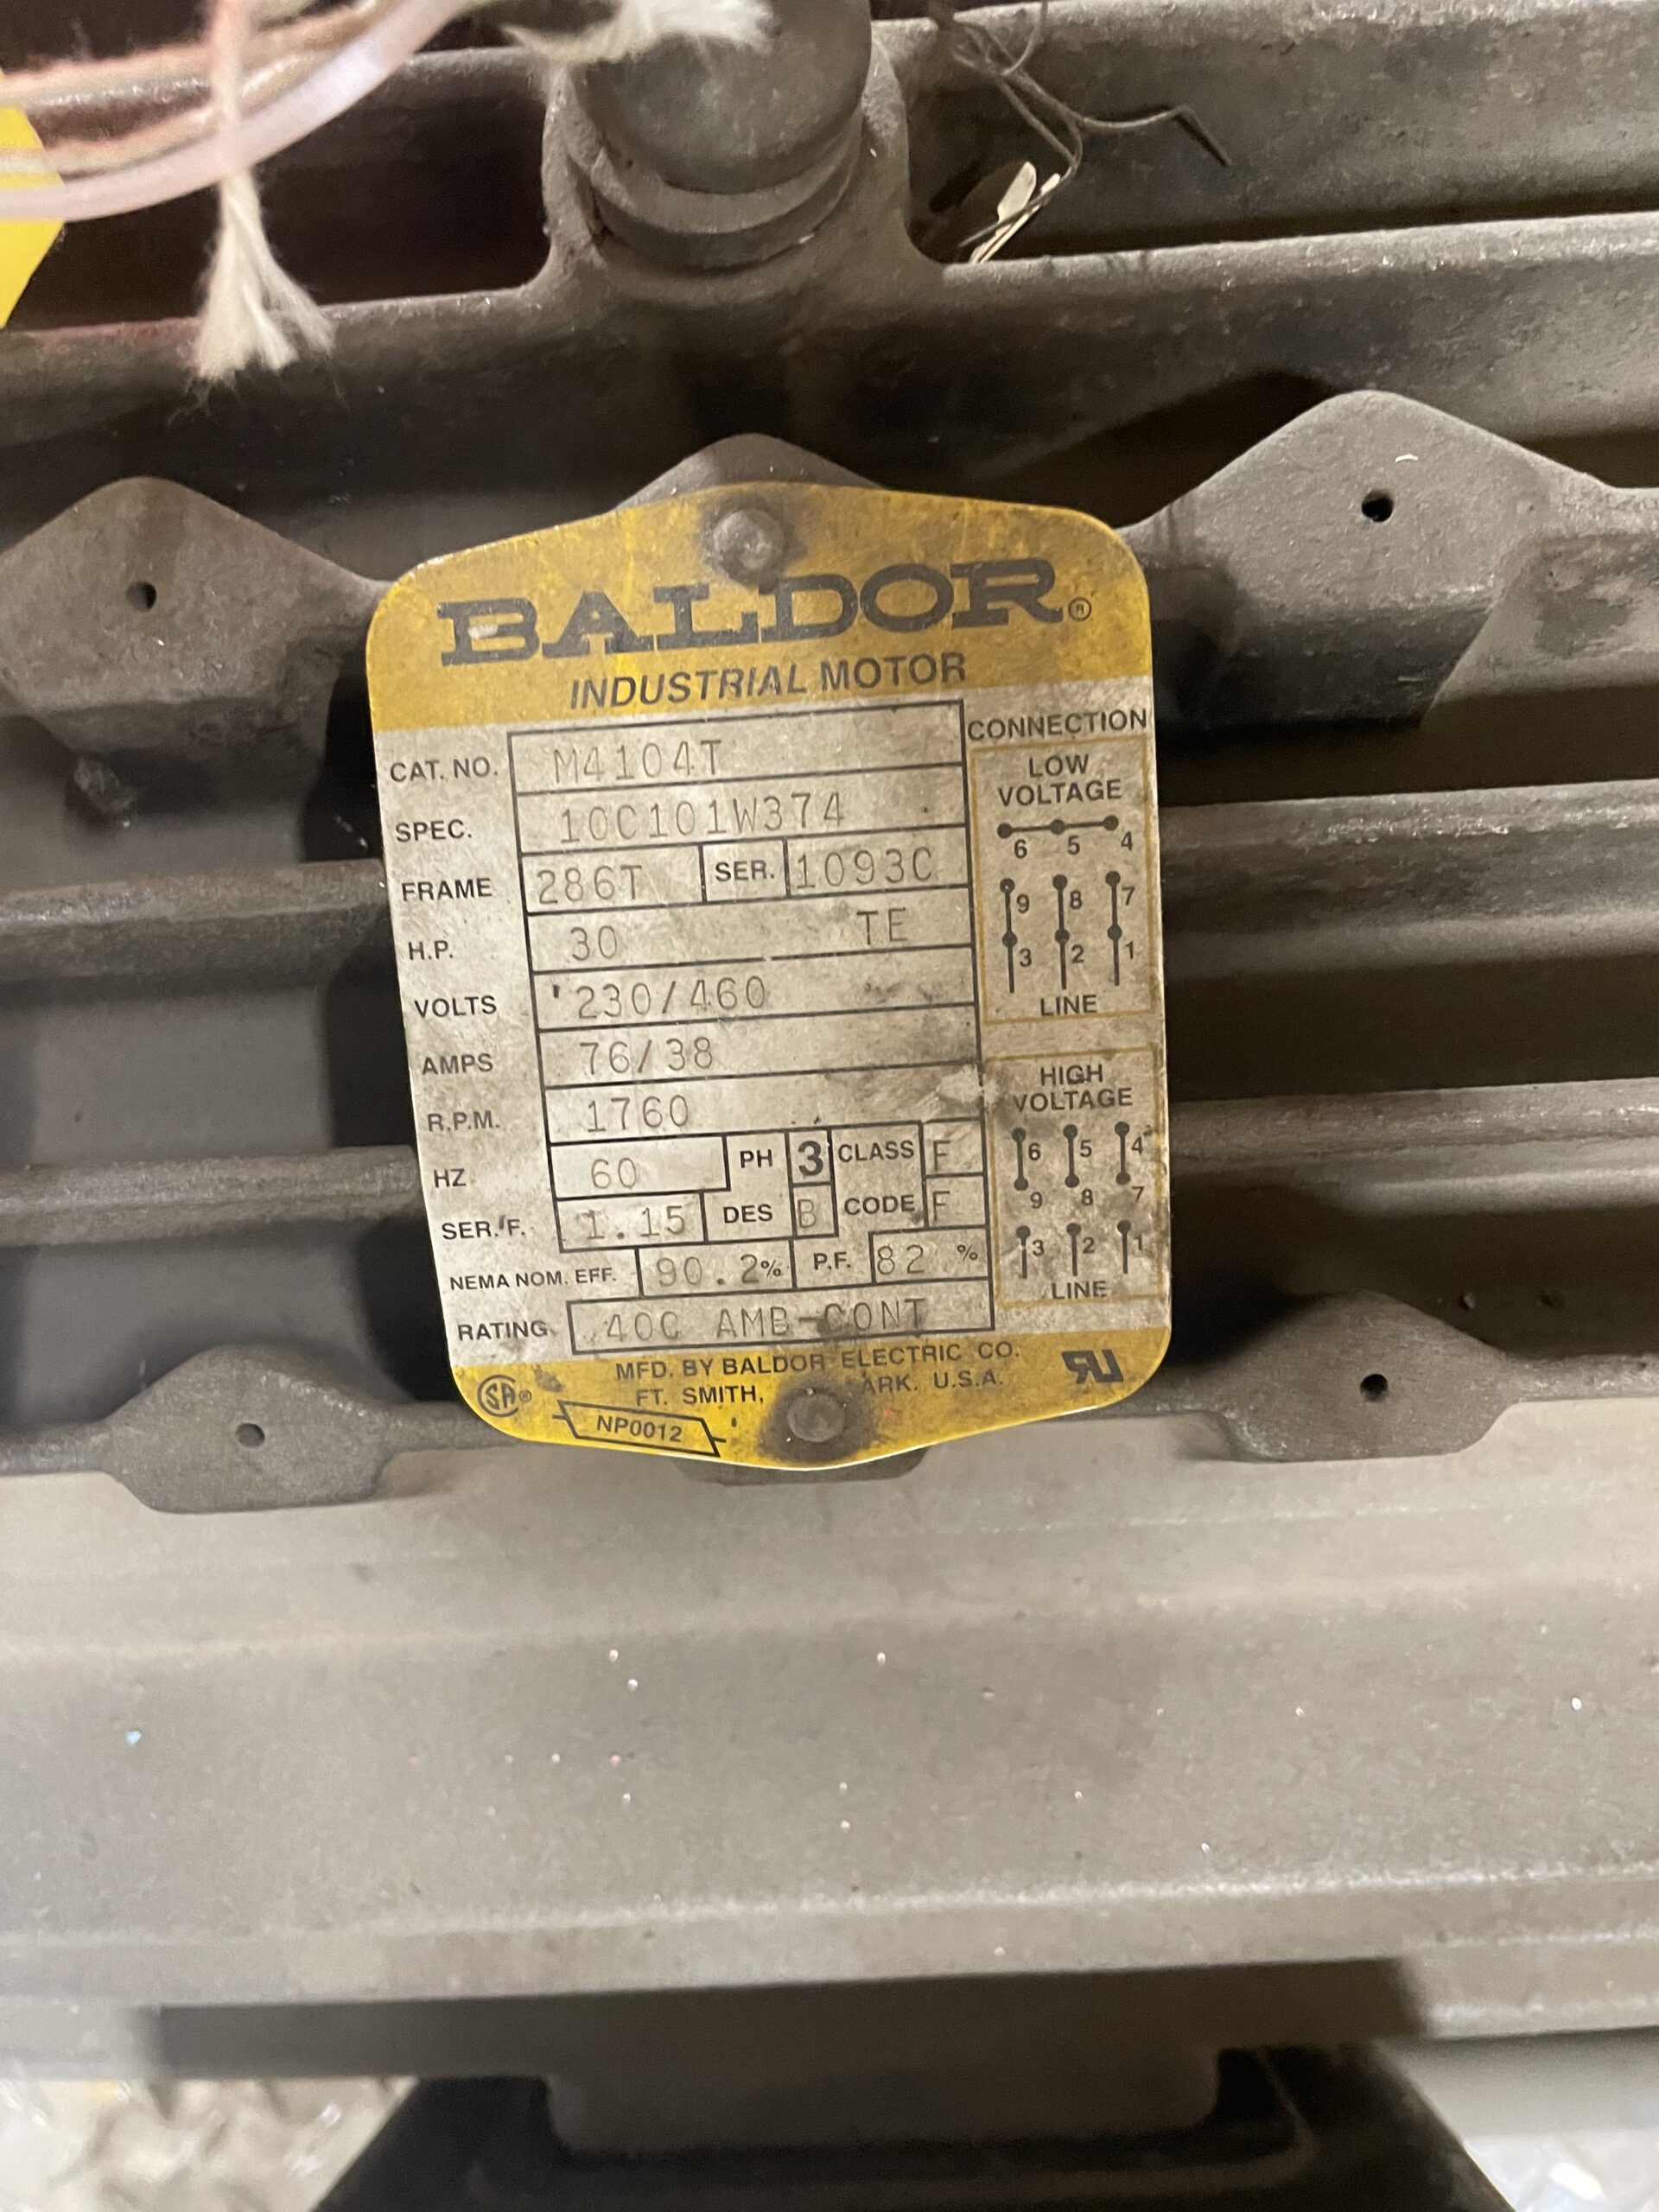 BALDOR®
INDUSTRIAL MOTOR
CAT. NO. M4104T
SPEC. 10C101W374
FRAME 286T SER. 1093C
H.P. 30 TE
VOLTS 230/460
AMPS 76/38
R.P.M. 1760
HZ 60 PH 3 CLASS F
SER. F. 1.15 DES B CODE F
NEMA NOM. EFF. 90.2% P.F. 82 %
RATING 40C AMB-CONT
CONNECTION
LOW
VOLTAGE
6 5 4
9 8 7
3 2 1
LINE
HIGH
VOLTAGE
6 5 4
9 8 7
3 2 1
LINE
MFD. BY BALDOR ELECTRIC CO.
FT. SMITH, ARK. U.S.A.
SA®
NP0012
RU